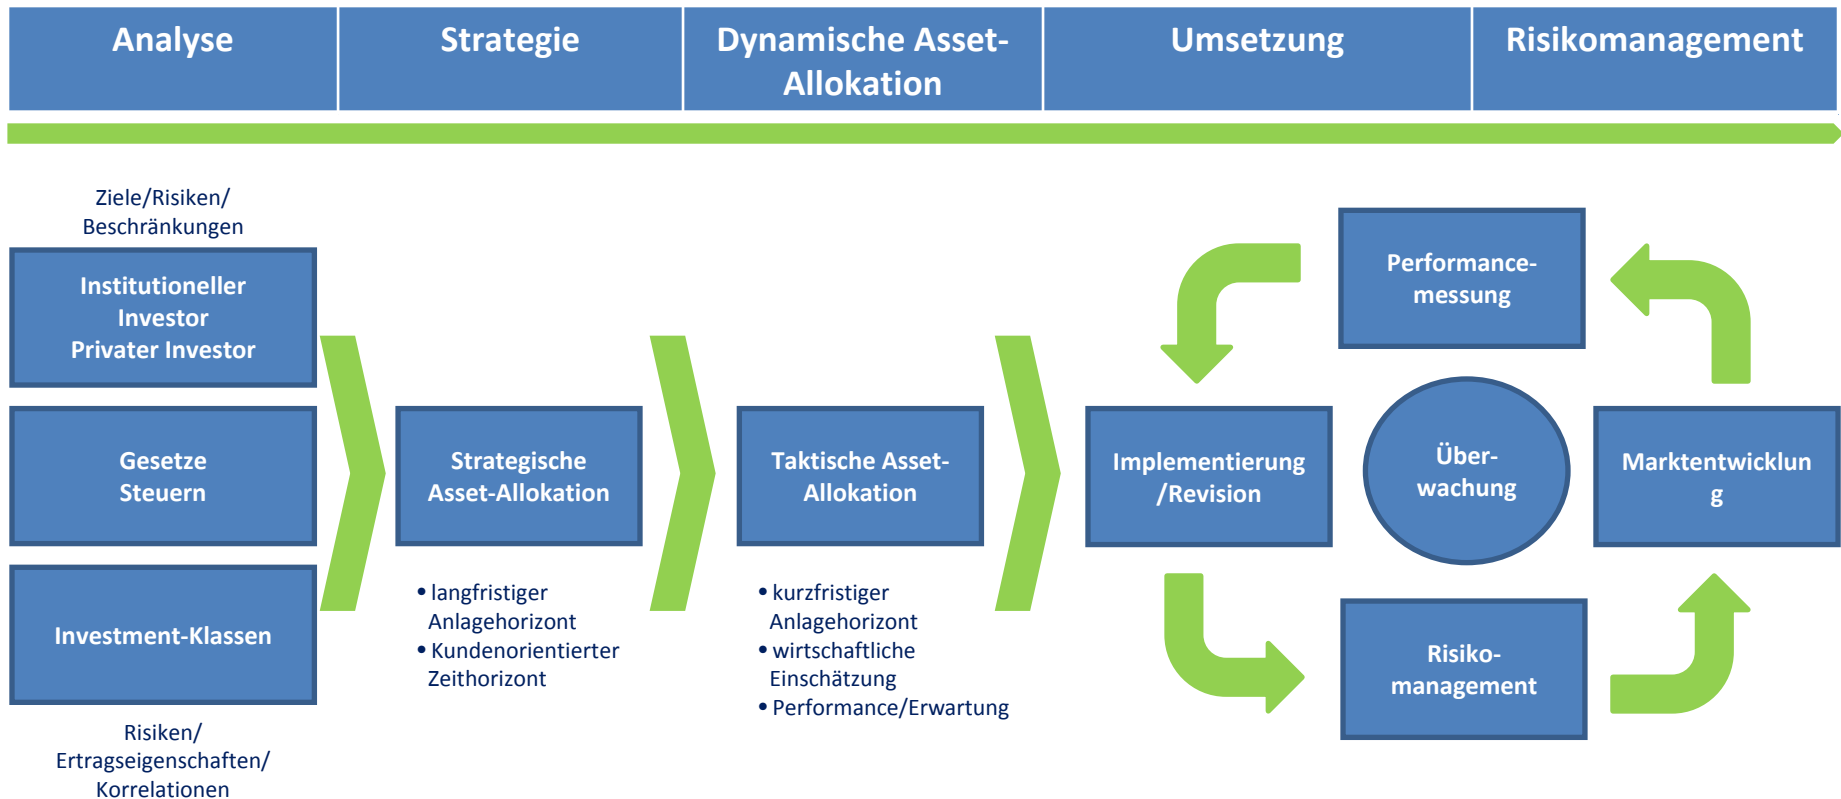 Analyse
Strategie
Dynamische Asset-
Allokation
Umsetzung
Risikomanagement
Ziele/Risiken/
Beschränkungen
Institutioneller
Investor
Privater Investor
Gesetze
Steuern
Investment-Klassen
Risiken/
Ertragseigenschaften/
Korrelationen
Strategische
Asset-Allokation
• langfristiger
Anlagehorizont
• Kundenorientierter
Zeithorizont
Taktische Asset-
Allokation
• kurzfristiger
Anlagehorizont
• wirtschaftliche
Einschätzung
• Performance/Erwartung
Performance-
messung
Implementierung
/Revision
Über-
wachung
Marktentwicklun
g
Risiko-
management